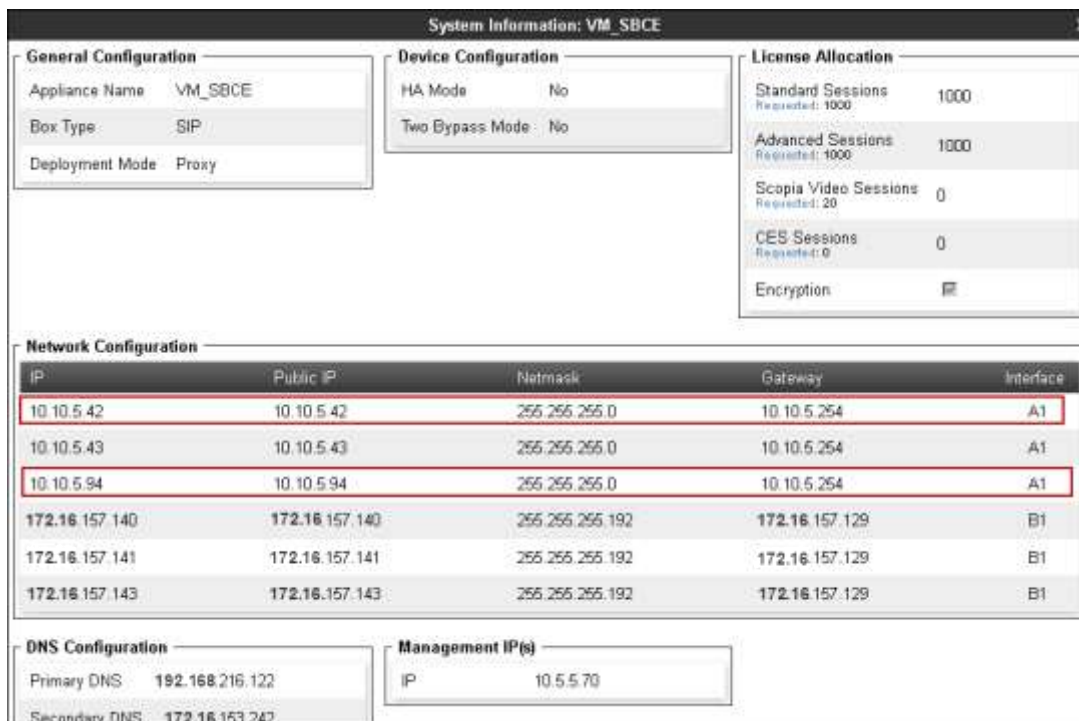 System Information: VM_SBCE
General Configuration
Appliance Name VM_SBCE
Box Type SIP
Deployment Mode Proxy
Device Configuration
HA Mode No
Two Bypass Mode No
License Allocation
Standard Sessions 1000
Requested: 1000
Advanced Sessions 1000
Requested: 1000
Scopia Video Sessions 0
Requested: 20
CES Sessions 0
Requested: 0
Encryption
Network Configuration
IP Public IP Netmask Gateway Interface
10.10.5.42 10.10.5.42 255.255.255.0 10.10.5.254 A1
10.10.5.43 10.10.5.43 255.255.255.0 10.10.5.254 A1
10.10.5.94 10.10.5.94 255.255.255.0 10.10.5.254 A1
172.16.157.140 172.16.157.140 255.255.255.192 172.16.157.129 B1
172.16.157.141 172.16.157.141 255.255.255.192 172.16.157.129 B1
172.16.157.143 172.16.157.143 255.255.255.192 172.16.157.129 B1
DNS Configuration
Primary DNS 192.168.216.122
Secondary DNS 172.16.153.242
Management IP(s)
IP 10.5.5.70